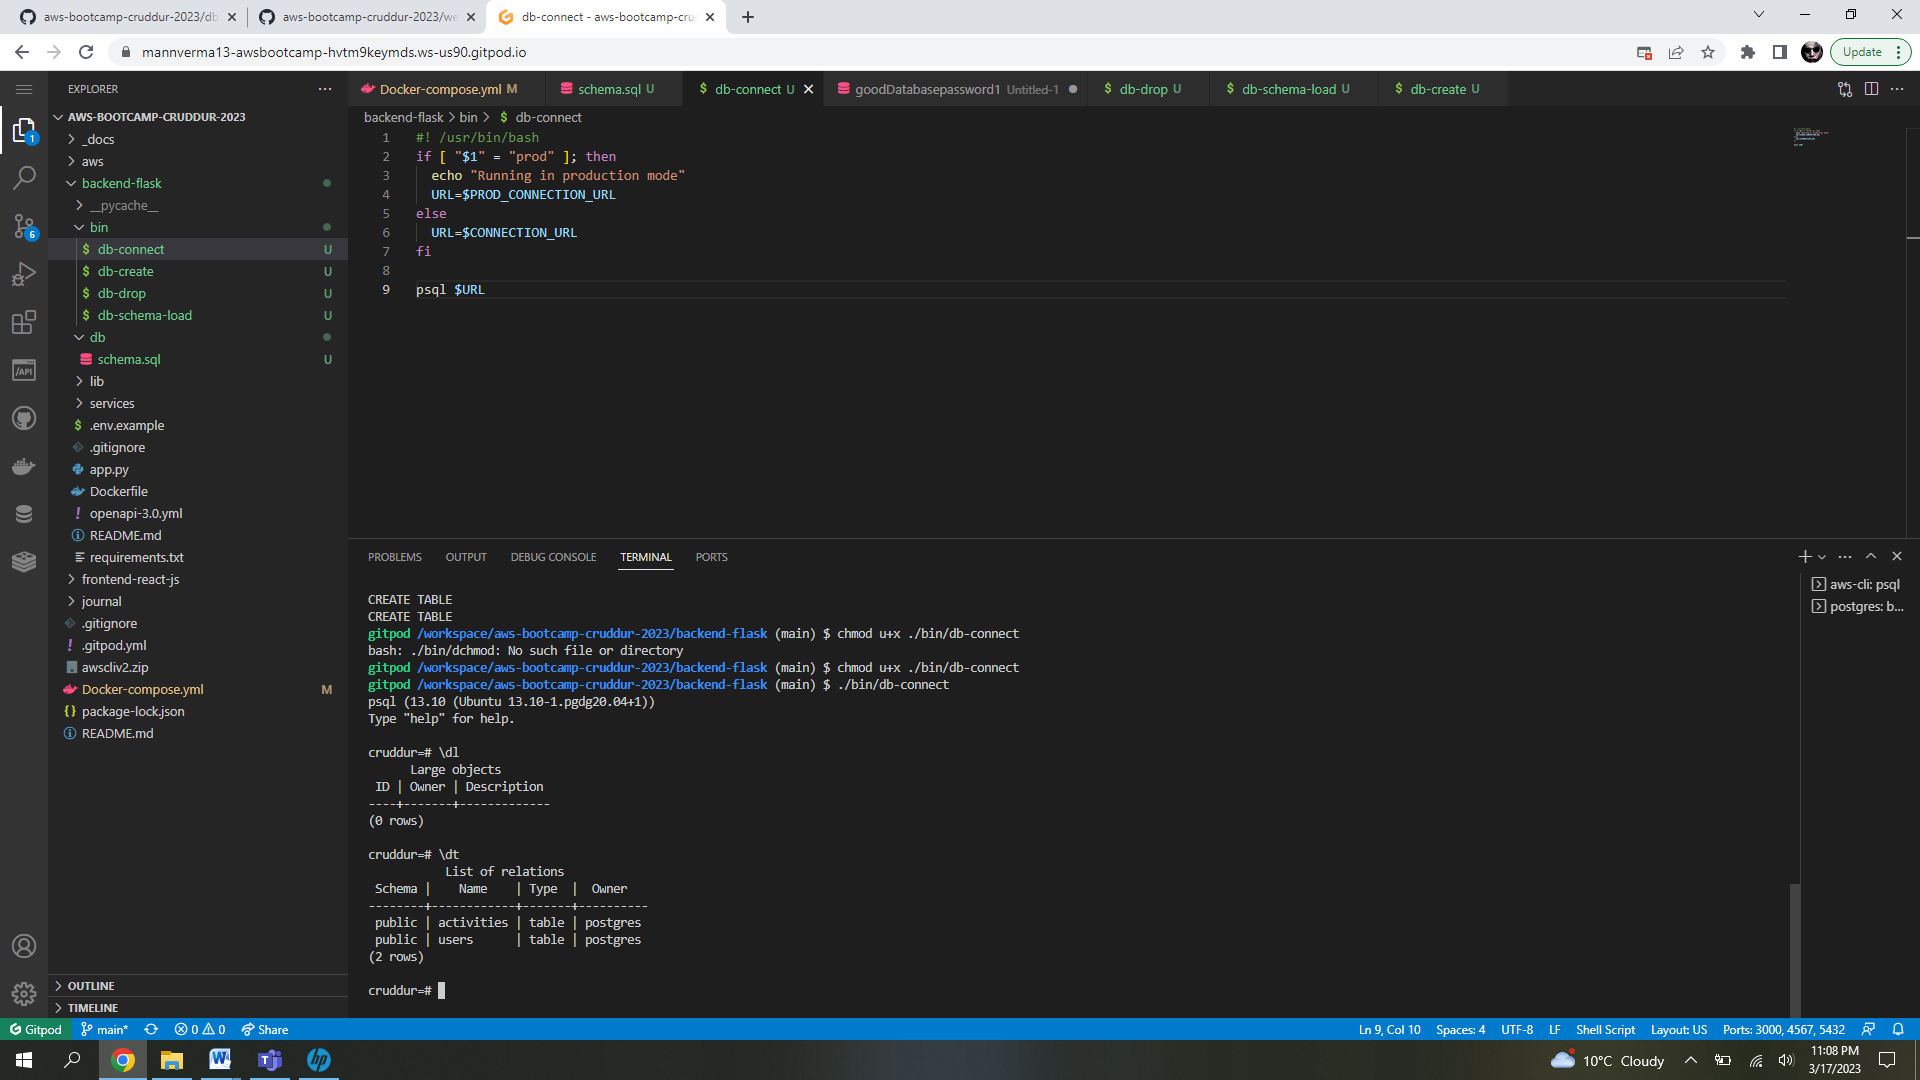 aws-bootcamp-cruddur-2023/db
aws-bootcamp-cruddur-2023/we
db-connect - aws-bootcamp-cru
mannverma13-awsbootcamp-hvtm9keymds.ws-us90.gitpod.io
Update
EXPLORER
Docker-compose.yml M
schema.sql U
$ db-connect U
goodDatabasepassword1 Untitled-1
$ db-drop U
$ db-schema-load U
$ db-create U
AWS-BOOTCAMP-CRUDDUR-2023
_docs
aws
backend-flask
__pycache__
bin
$ db-connect U
$ db-create U
$ db-drop U
$ db-schema-load U
db
schema.sql U
lib
services
$ .env.example
.gitignore
app.py
Dockerfile
! openapi-3.0.yml
README.md
requirements.txt
frontend-react-js
journal
.gitignore
! .gitpod.yml
awscliv2.zip
Docker-compose.yml M
package-lock.json
README.md
OUTLINE
TIMELINE
1
6
/API
backend-flask > bin > $ db-connect
1 #! /usr/bin/bash
2 if [ "$1" = "prod" ]; then
3 echo "Running in production mode"
4 URL=$PROD_CONNECTION_URL
5 else
6 URL=$CONNECTION_URL
7 fi
8
9 psql $URL
PROBLEMS OUTPUT DEBUG CONSOLE TERMINAL PORTS
CREATE TABLE
CREATE TABLE
gitpod /workspace/aws-bootcamp-cruddur-2023/backend-flask (main) $ chmod u+x ./bin/db-connect
bash: ./bin/dchmod: No such file or directory
gitpod /workspace/aws-bootcamp-cruddur-2023/backend-flask (main) $ chmod u+x ./bin/db-connect
gitpod /workspace/aws-bootcamp-cruddur-2023/backend-flask (main) $ ./bin/db-connect
psql (13.10 (Ubuntu 13.10-1.pgdg20.04+1))
Type "help" for help.
cruddur=# \dl
Large objects
ID | Owner | Description
----+-------+-------------
(0 rows)
cruddur=# \dt
List of relations
Schema | Name | Type | Owner
--------+------------+-------+----------
public | activities | table | postgres
public | users | table | postgres
(2 rows)
cruddur=#
aws-cli: psql
postgres: b...
Gitpod
main*
0 0
Share
Ln 9, Col 10
Spaces: 4
UTF-8
LF
Shell Script
Layout: US
Ports: 3000, 4567, 5432
10°C Cloudy
11:08 PM
3/17/2023